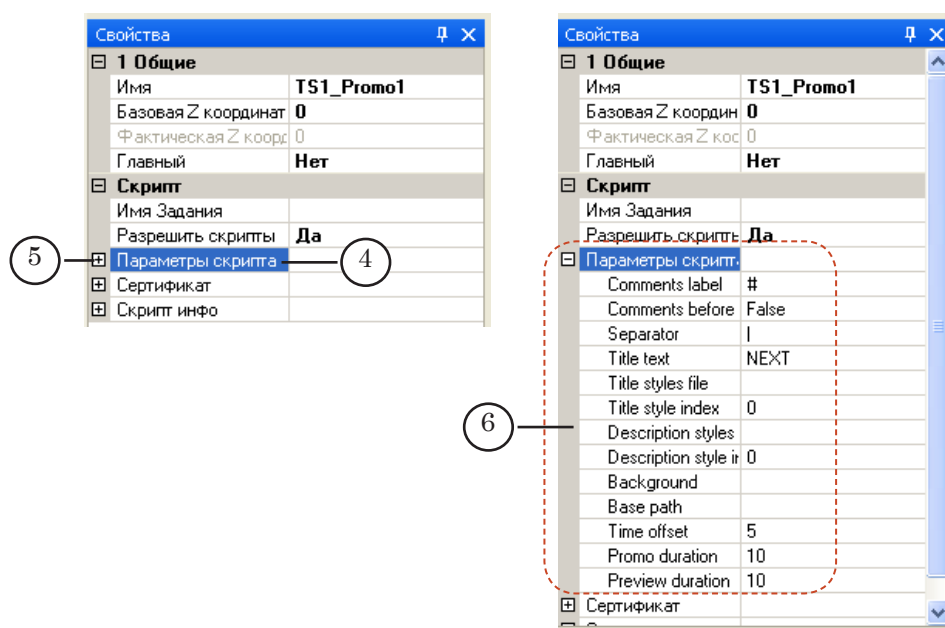 Свойства
1 Общие
Имя TS1_Promo1
Базовая Z координат 0
Фактическая Z коорд 0
Главный Нет
Скрипт
Имя Задания
Разрешить скрипты Да
5 Параметры скрипта 4
Сертификат
Скрипт инфо
Свойства
1 Общие
Имя TS1_Promo1
Базовая Z координ 0
Фактическая Z кос 0
Главный Нет
Скрипт
Имя Задания
Разрешить скрипть Да
Параметры скрипт
Comments label #
Comments before False
Separator |
Title text NEXT
Title styles file
Title style index 0
6 Description styles
Description style ir 0
Background
Base path
Time offset 5
Promo duration 10
Preview duration 10
Сертификат